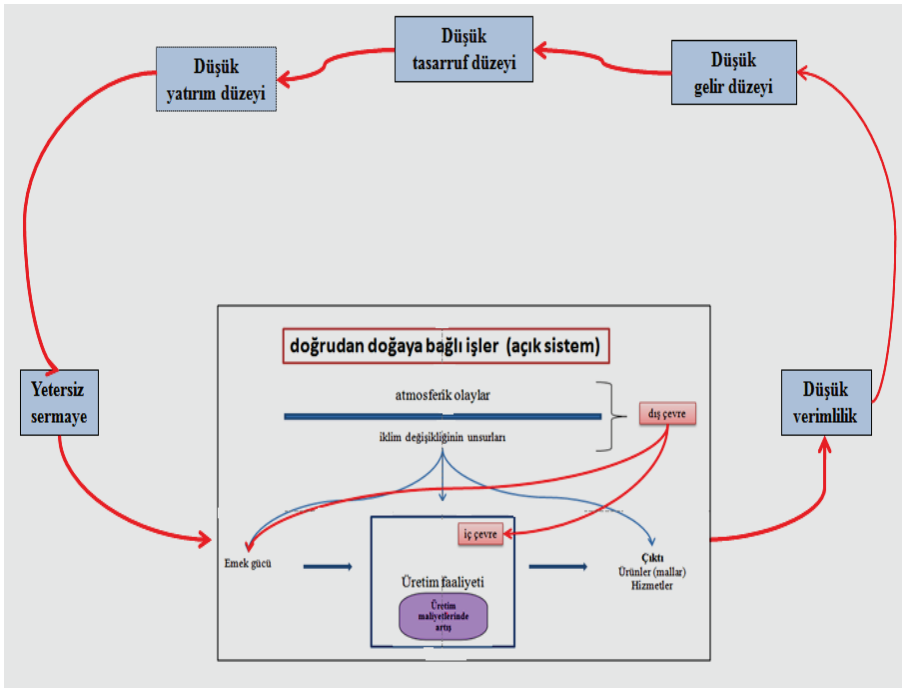 Düşük
tasarruf düzeyi
Düşük
yatırım düzeyi
Düşük
gelir düzeyi
doğrudan doğaya bağlı işler (açık sistem)
Yetersiz
sermaye
atmosferik olaylar
dış çevre
Düşük
verimlilik
iklim değişikliğinin unsurları
iç çevre
Emek gücü
Çıktı
Ürünler (mallar)
Hizmetler
Üretim faaliyeti
Üretim
maliyetlerinde
artış